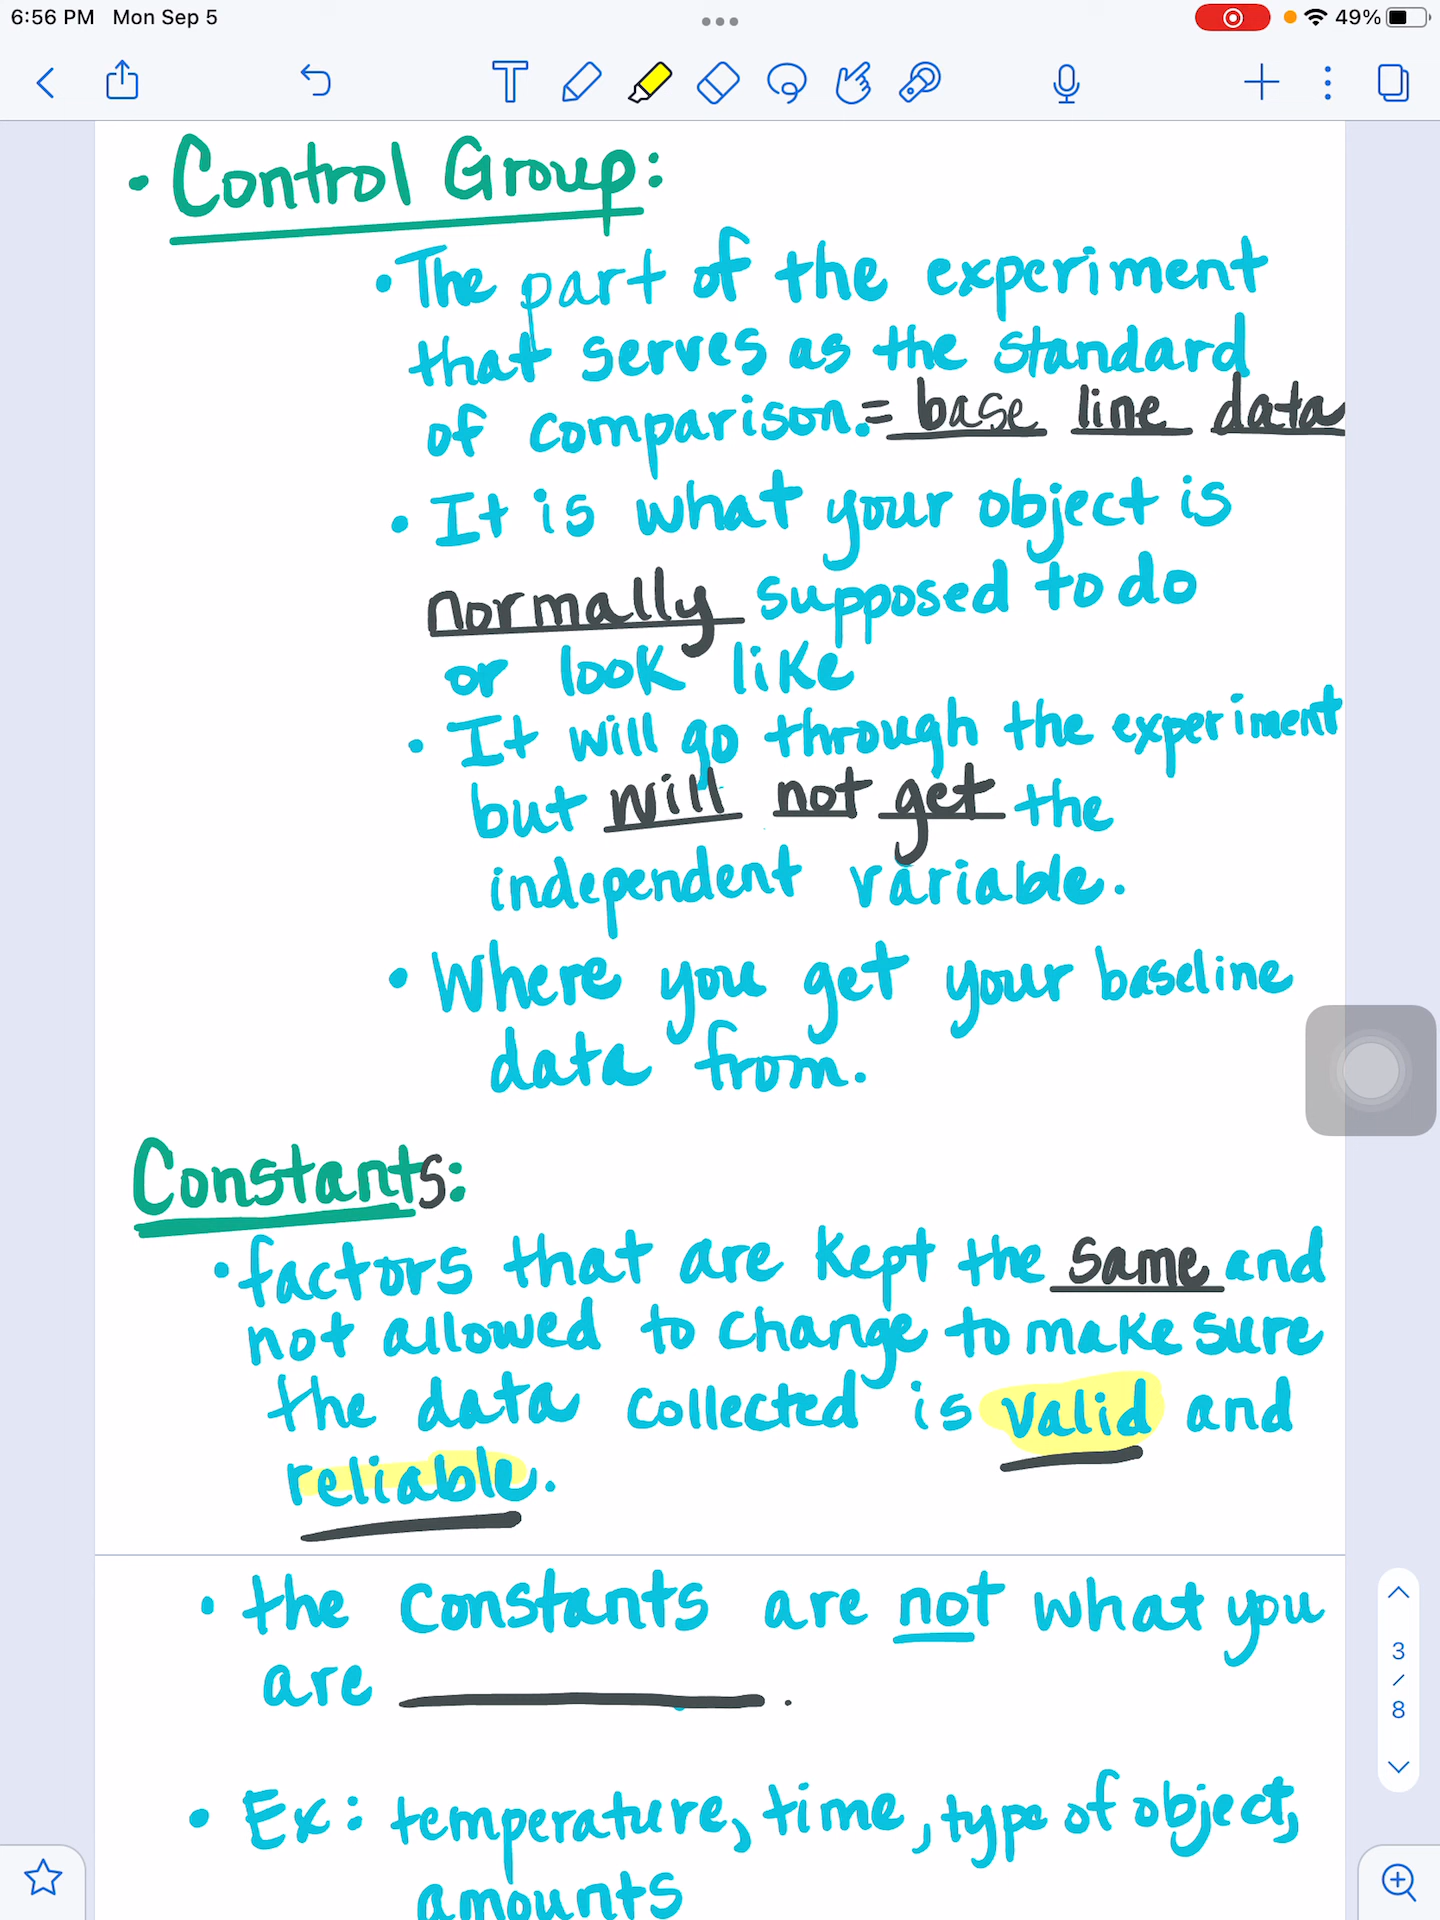 6:56 PM Mon Sep 5
49%
• Control Group:
• The part of the experiment
that serves as the standard
of comparison. = base line data
• It is what your object is
normally supposed to do
or look like
• It will go through the experiment
but will not get the
independent variable.
• Where you get your baseline
data from.
Constants:
• factors that are kept the same and
not allowed to change to make sure
the data collected is valid and
reliable.
• the constants are not what you
are ________.
• Ex: temperature, time, type of object,
amounts
3
/
8